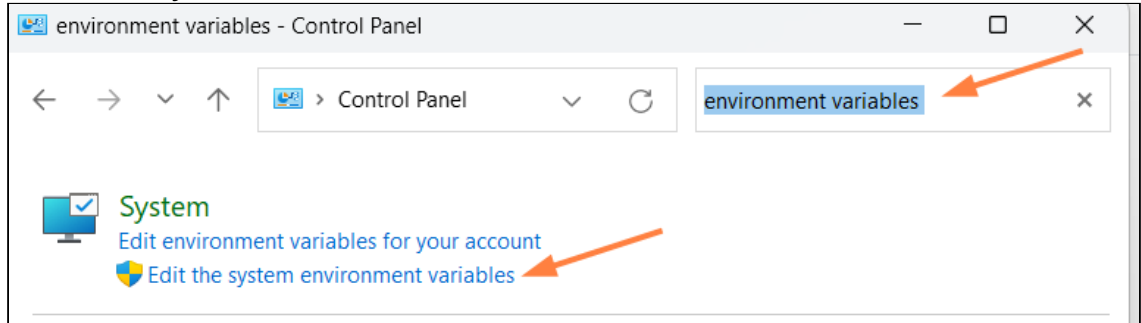 environment variables - Control Panel
> Control Panel
environment variables
System
Edit environment variables for your account
Edit the system environment variables